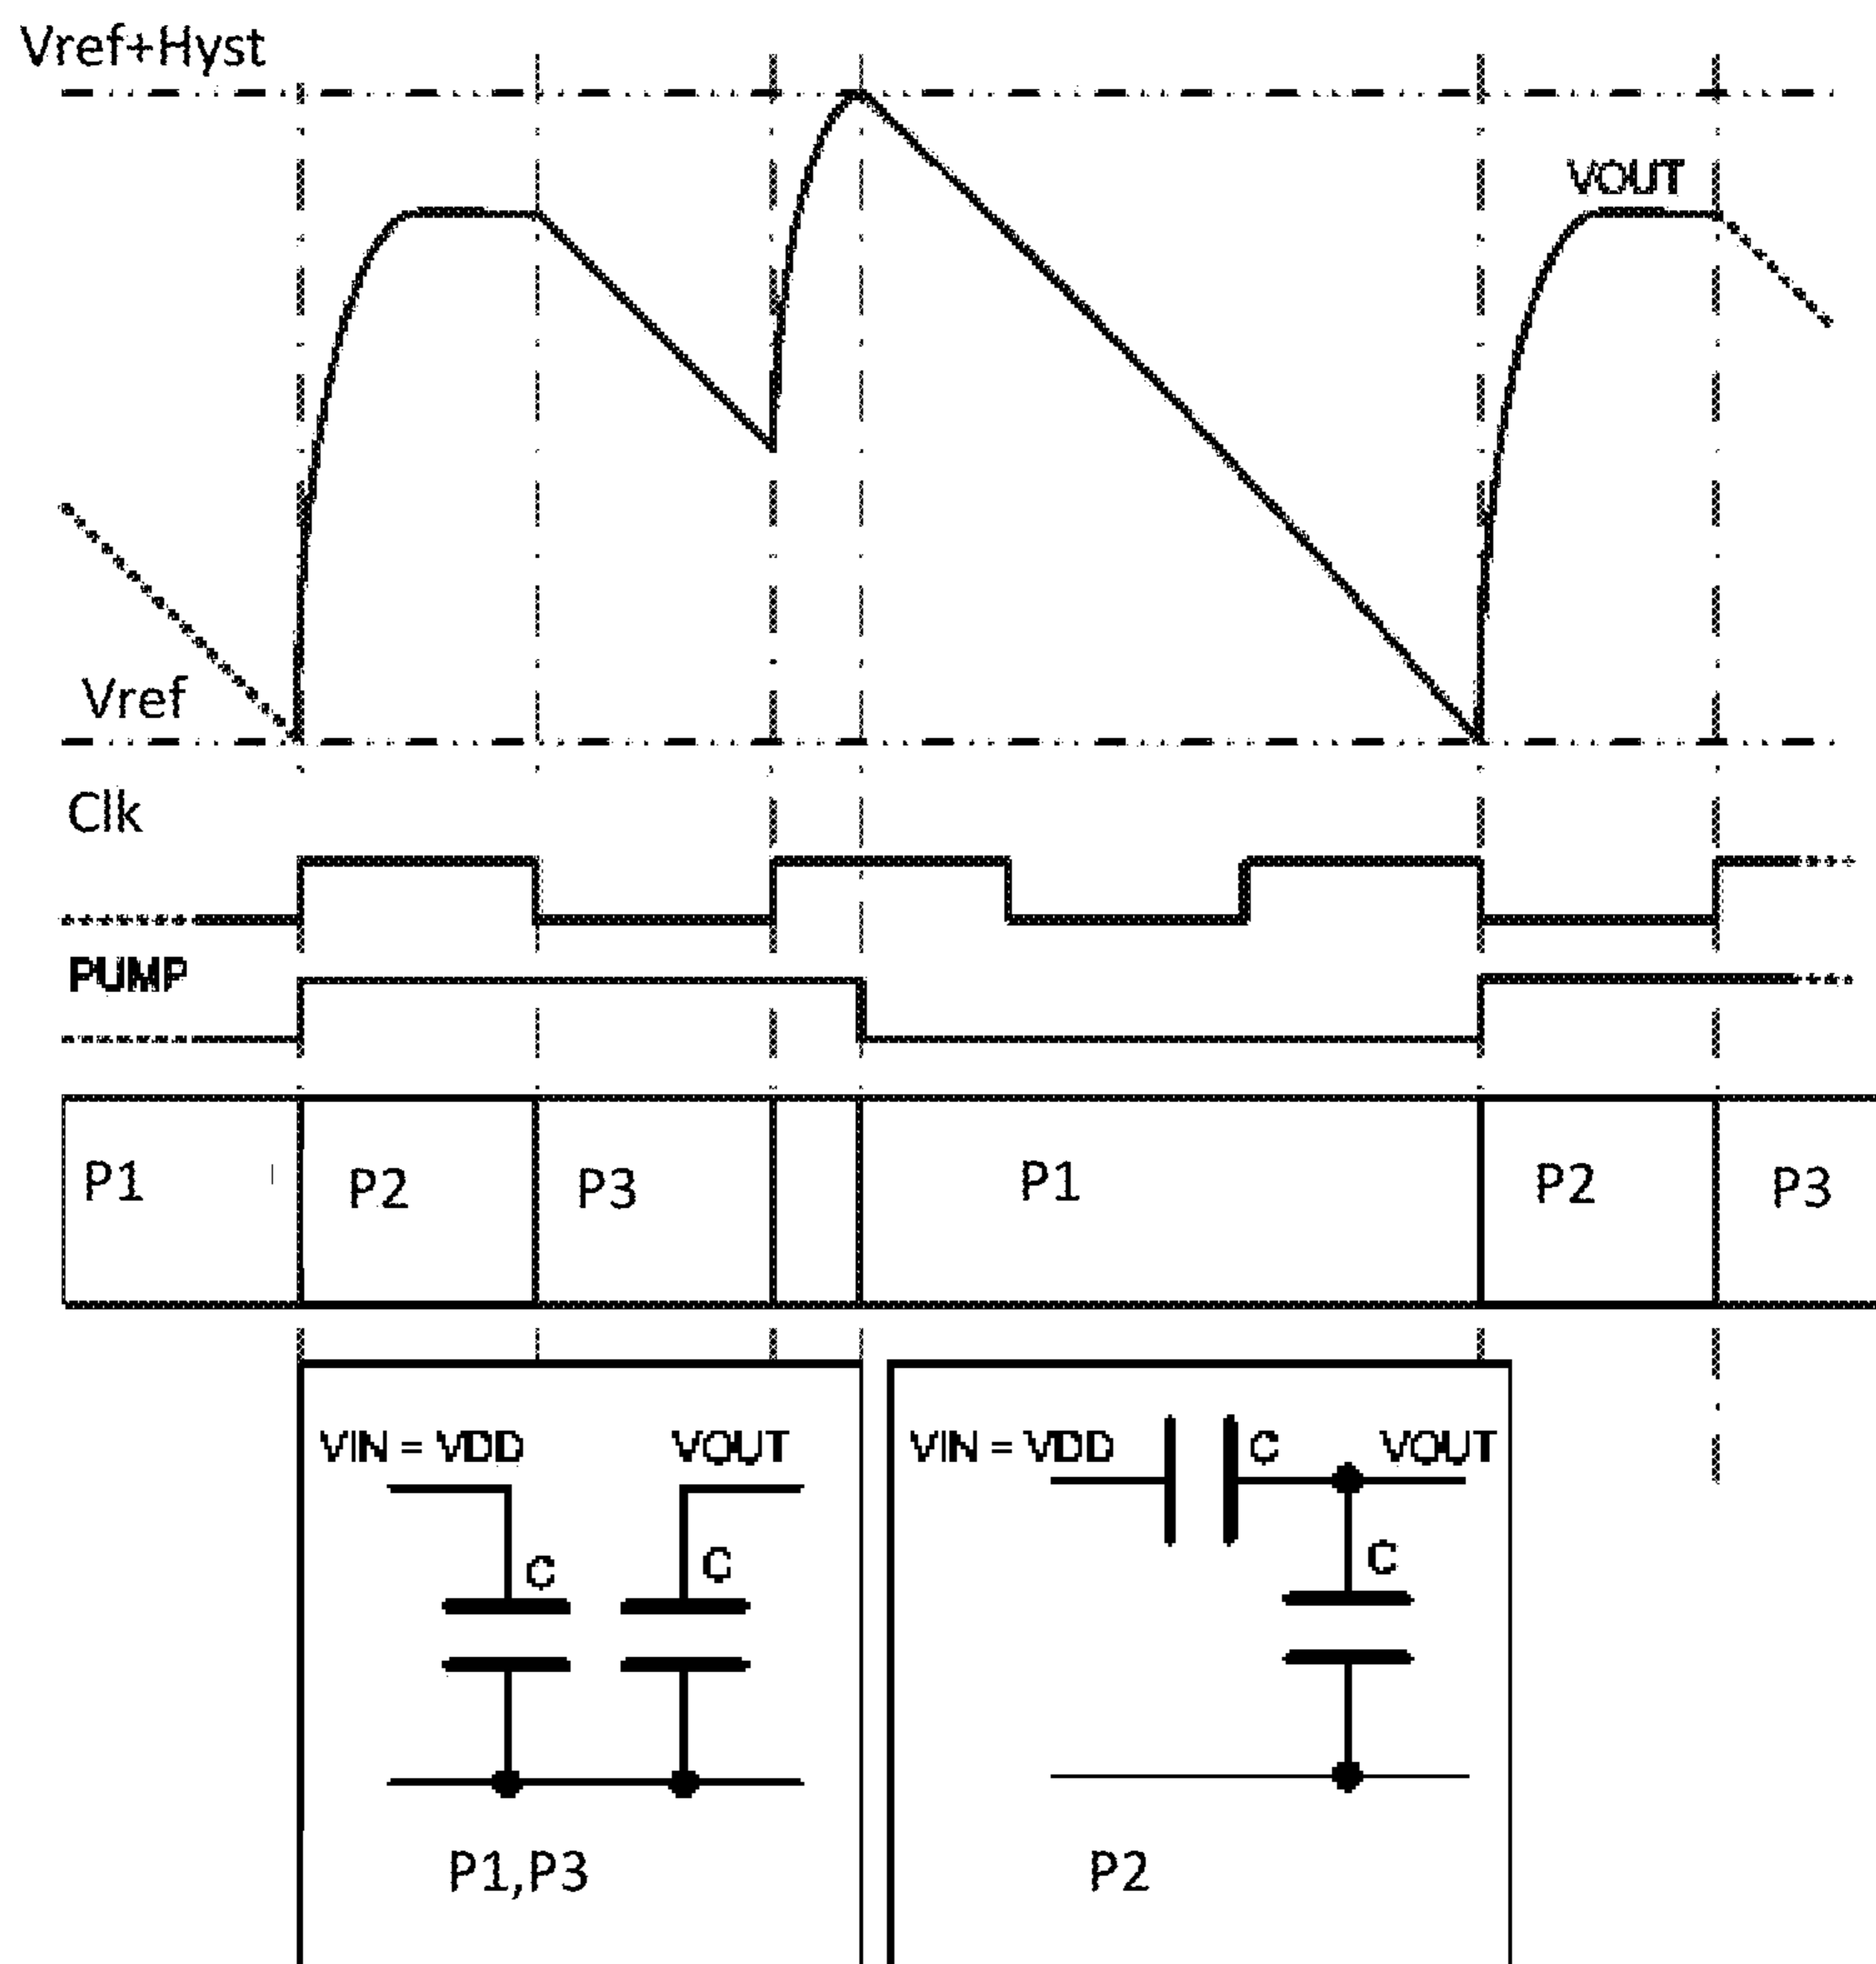 Vref+Hyst
VOUT
Vref
Clk
PUMP
P1 P2 P3 P1 P2 P3
VIN = VDD VOUT VIN = VDD C VOUT
C C C
P1,P3 P2